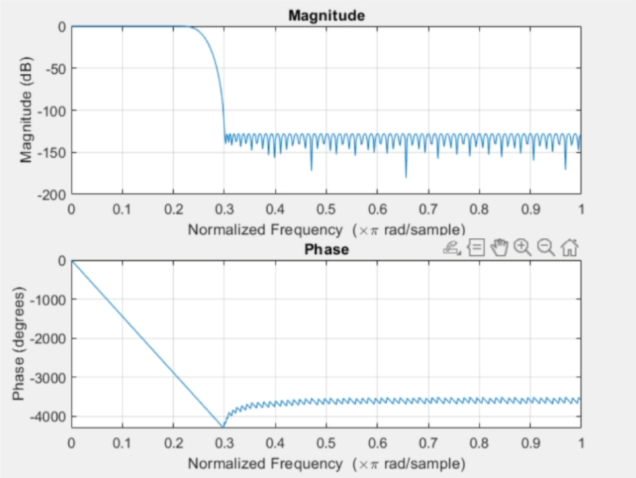 Magnitude
0
-50
-100
-150
-200
Magnitude (dB)
0 0.1 0.2 0.3 0.4 0.5 0.6 0.7 0.8 0.9 1
Normalized Frequency (×π rad/sample)
Phase
0
-1000
-2000
-3000
-4000
Phase (degrees)
0 0.1 0.2 0.3 0.4 0.5 0.6 0.7 0.8 0.9 1
Normalized Frequency (×π rad/sample)